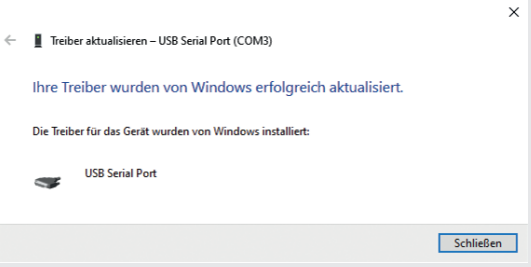 Treiber aktualisieren – USB Serial Port (COM3)
Ihre Treiber wurden von Windows erfolgreich aktualisiert.
Die Treiber für das Gerät wurden von Windows installiert:
USB Serial Port
Schließen